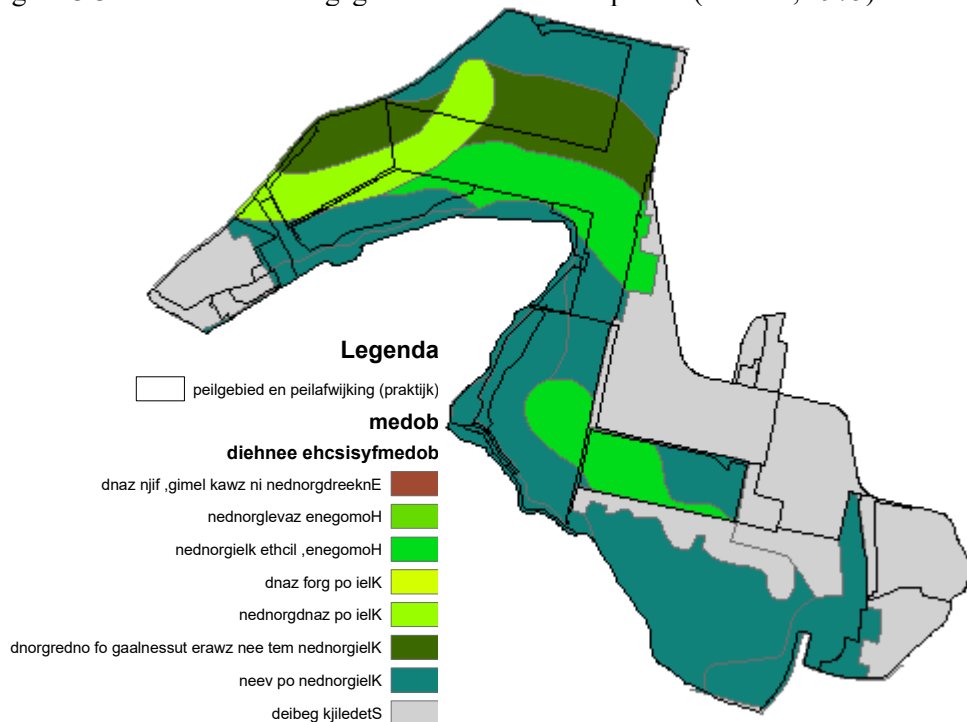 Legenda
peilgebied en peilafwijking (praktijk)
medob
diehnee ehcsisyfmedob
dnaz njif ,gimel kawz ni nednorgdreeknE
nednorglevaz enegomoH
nednorgielk ethcil ,enegomoH
dnaz forg po ielK
nednorgdnaz po ielK
dnorgredno fo gaalnessut erawz nee tem nednorgielK
neev po nednorgielK
deibeg kjiledetS